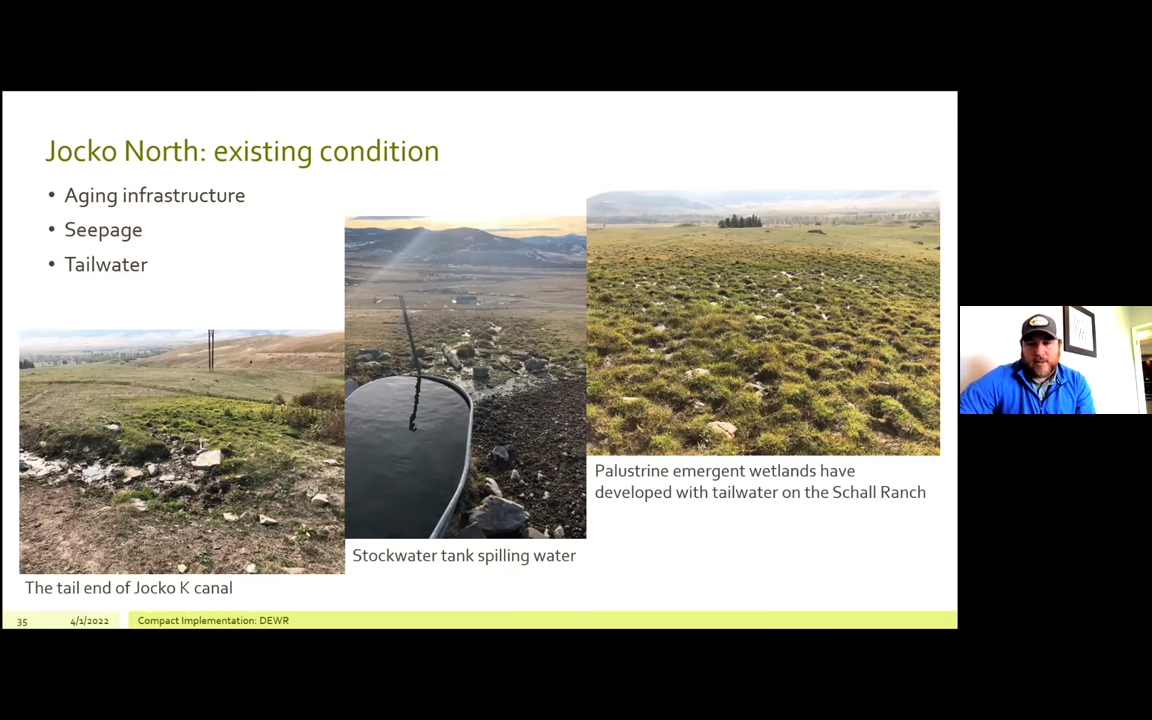 Jocko North: existing condition
• Aging infrastructure
• Seepage
• Tailwater
The tail end of Jocko K canal
Stockwater tank spilling water
Palustrine emergent wetlands have
developed with tailwater on the Schall Ranch
35 4/1/2022 Compact Implementation: DEWR